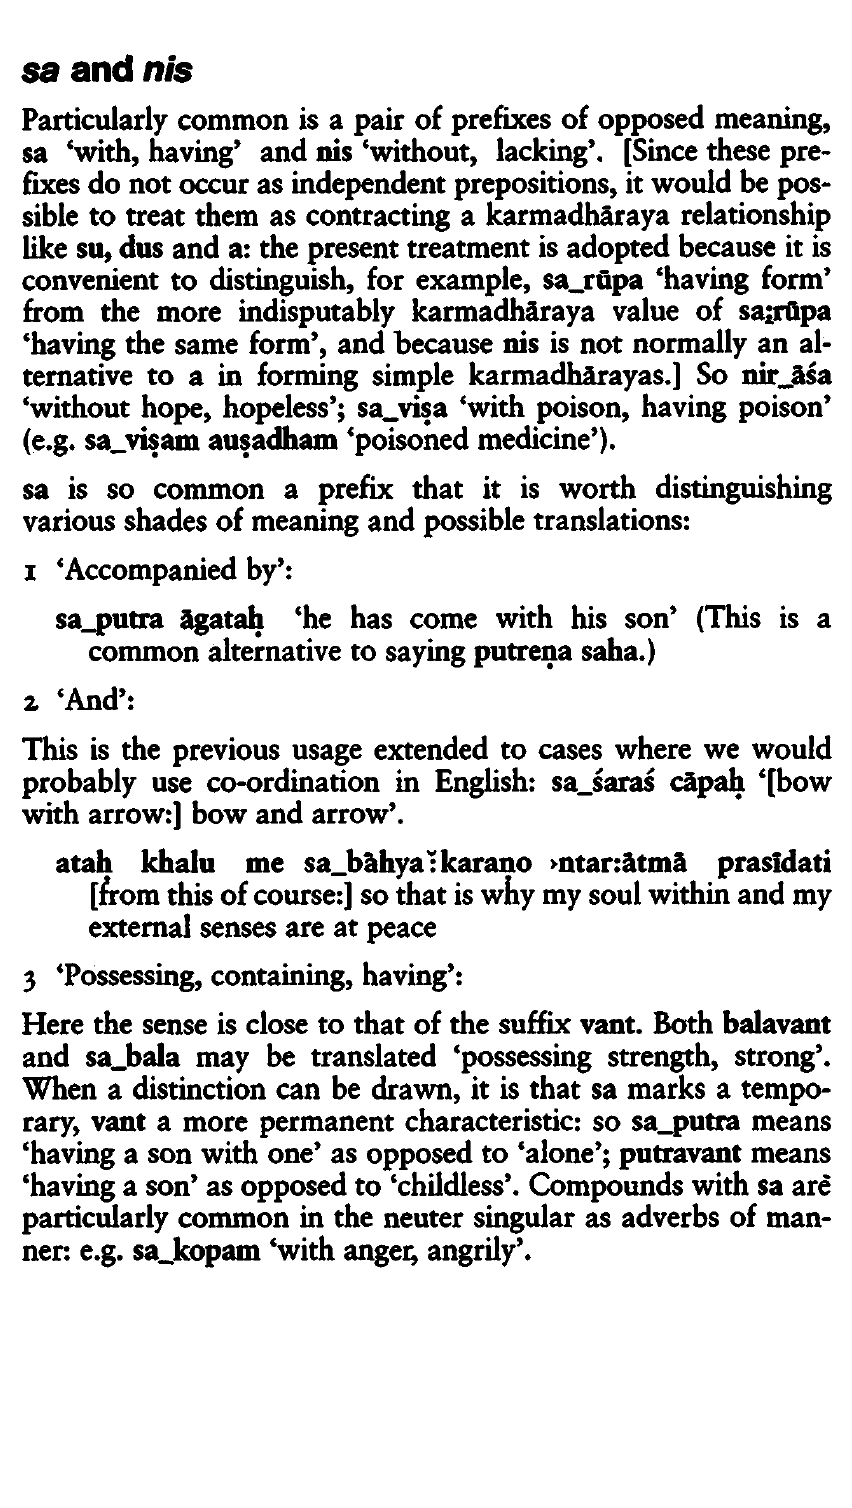 sa and nis
Particularly common is a pair of prefixes of opposed meaning,
sa ‘with, having’ and nis ‘without, lacking’. [Since these pre-
fixes do not occur as independent prepositions, it would be pos-
sible to treat them as contracting a karmadhāraya relationship
like su, dus and a: the present treatment is adopted because it is
convenient to distinguish, for example, sa_rūpa ‘having form’
from the more indisputably karmadhāraya value of sa;rūpa
‘having the same form’, and because nis is not normally an al-
ternative to a in forming simple karmadhārayas.] So nir_āśa
‘without hope, hopeless’; sa_viṣa ‘with poison, having poison’
(e.g. sa_viṣam auṣadham ‘poisoned medicine’).
sa is so common a prefix that it is worth distinguishing
various shades of meaning and possible translations:
1 ‘Accompanied by’:
sa_putra āgataḥ ‘he has come with his son’ (This is a
common alternative to saying putreṇa saha.)
2 ‘And’:
This is the previous usage extended to cases where we would
probably use co-ordination in English: sa_śaraś cāpaḥ ‘[bow
with arrow:] bow and arrow’.
ataḥ khalu me sa_bāhya⁝karaṇo ›ntar:ātmā prasīdati
[from this of course:] so that is why my soul within and my
external senses are at peace
3 ‘Possessing, containing, having’:
Here the sense is close to that of the suffix vant. Both balavant
and sa_bala may be translated ‘possessing strength, strong’.
When a distinction can be drawn, it is that sa marks a tempo-
rary, vant a more permanent characteristic: so sa_putra means
‘having a son with one’ as opposed to ‘alone’; putravant means
‘having a son’ as opposed to ‘childless’. Compounds with sa are
particularly common in the neuter singular as adverbs of man-
ner: e.g. sa_kopam ‘with anger, angrily’.